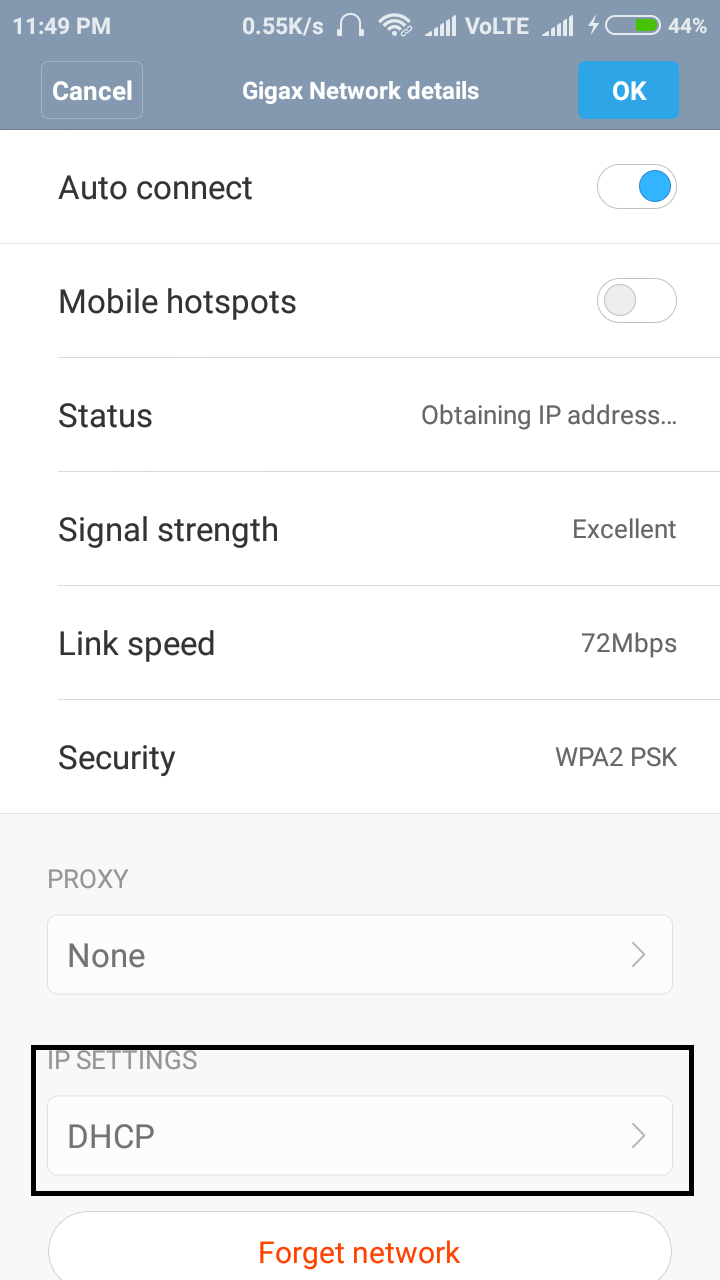 11:49 PM 0.55K/s VoLTE 44%
Cancel Gigax Network details OK
Auto connect
Mobile hotspots
Status Obtaining IP address...
Signal strength Excellent
Link speed 72Mbps
Security WPA2 PSK
PROXY
None
IP SETTINGS
DHCP
Forget network